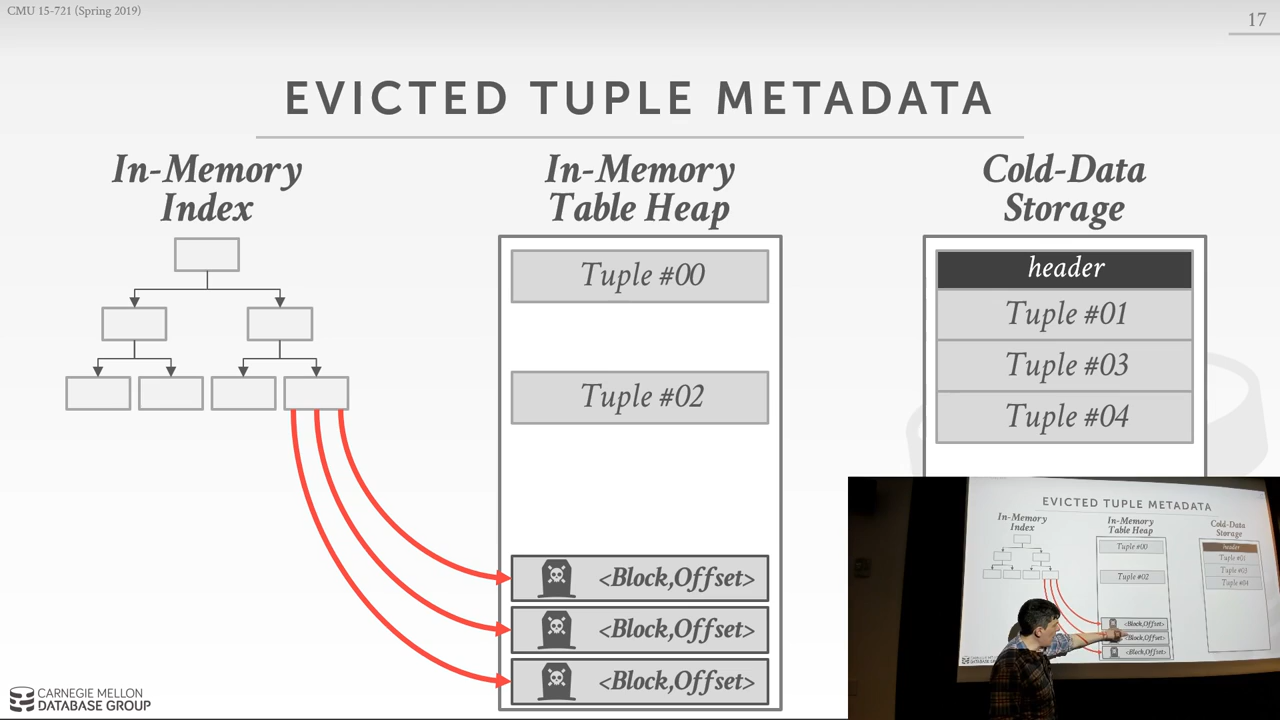 CMU 15-721 (Spring 2019)
17
EVICTED TUPLE METADATA
In-Memory
Index
In-Memory
Table Heap
Tuple #00
Tuple #02
<Block,Offset>
<Block,Offset>
<Block,Offset>
Cold-Data
Storage
header
Tuple #01
Tuple #03
Tuple #04
CARNEGIE MELLON
DATABASE GROUP
EVICTED TUPLE METADATA
In-Memory
Index
In-Memory
Table Heap
Tuple #00
Tuple #02
<Block,Offset>
<Block,Offset>
<Block,Offset>
Cold-Data
Storage
header
Tuple #01
Tuple #03
Tuple #04